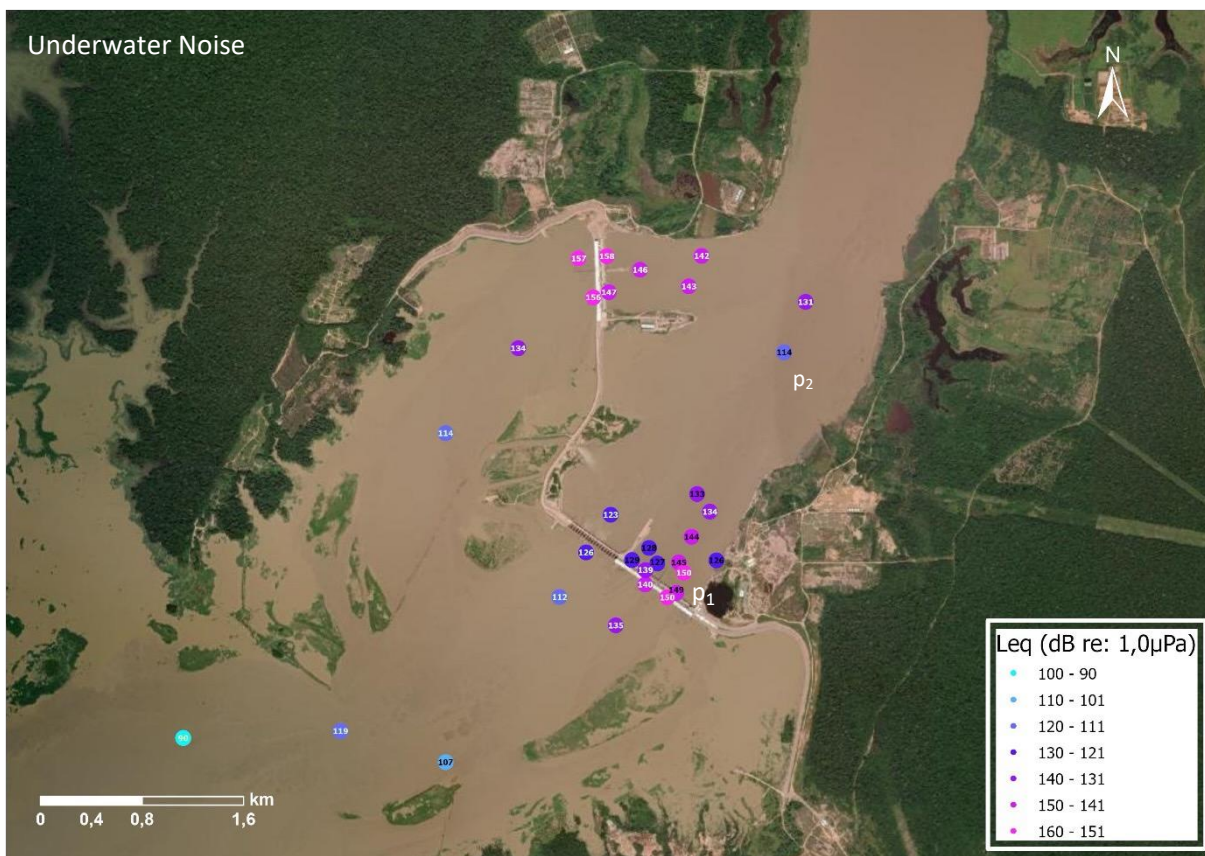 Underwater Noise
N
157
158
146
142
156
147
143
131
134
114
p₂
114
133
134
123
144
126
128
129
127
145
126
139
150
140
149
p₁
112
150
135
119
90
107
km
0 0,4 0,8 1,6
Leq (dB re: 1,0µPa)
100 - 90
110 - 101
120 - 111
130 - 121
140 - 131
150 - 141
160 - 151